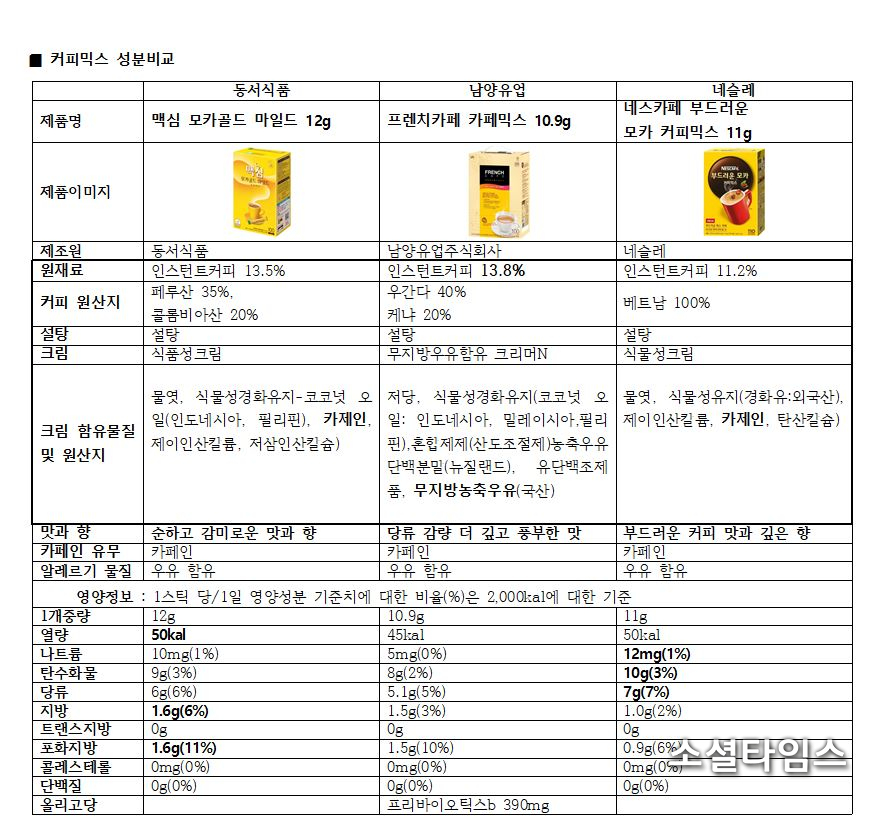 ■ 커피믹스 성분비교
동서식품 남양유업 네슬레
제품명 맥심 모카골드 마일드 12g 프렌치카페 카페믹스 10.9g 네스카페 부드러운
모카 커피믹스 11g
제품이미지
맥심
모카골드
FRENCH
CAFE
100
NESCAFE
부드러운 모카
커피믹스
110
제조원 동서식품 남양유업주식회사 네슬레
원재료 인스턴트커피 13.5% 인스턴트커피 13.8% 인스턴트커피 11.2%
커피 원산지 페루산 35%, 우간다 40% 베트남 100%
콜롬비아산 20% 케냐 20%
설탕 설탕 설탕 설탕
크림 식품성크림 무지방우유함유 크리머N 식물성크림
크림 함유물질
및 원산지
물엿, 식물성경화유지-코코넛 오
일(인도네시아, 필리핀), 카제인,
제이인산킬륨, 저삼인산킬슘)
저당, 식물성경화유지(코코넛 오
일: 인도네시아, 밀레이시아,필리
핀),혼힙제제(산도조절제)농축우유
단백분밀(뉴질랜드), 유단백조제
품, 무지방농축우유(국산)
물엿, 식물성유지(경화유:외국산),
제이인산킬륨, 카제인, 탄산킬슘)
맛과 향 순하고 감미로운 맛과 향 당류 감량 더 깊고 풍부한 맛 부드러운 커피 맛과 깊은 향
카페인 유무 카페인 카페인 카페인
알레르기 물질 우유 함유 우유 함유 우유 함유
영양정보 : 1스틱 당/1일 영양성분 기준치에 대한 비율(%)은 2,000kal에 대한 기준
1개중량 12g 10.9g 11g
열량 50kal 45kal 50kal
나트륨 10mg(1%) 5mg(0%) 12mg(1%)
탄수화물 9g(3%) 8g(2%) 10g(3%)
당류 6g(6%) 5.1g(5%) 7g(7%)
지방 1.6g(6%) 1.5g(3%) 1.0g(2%)
트랜스지방 0g 0g 0g
포화지방 1.6g(11%) 1.5g(10%) 0.9g(6%)
콜레스테롤 0mg(0%) 0mg(0%) 0mg(0%)
단백질 0g(0%) 0g(0%) 0g(0%)
올리고당 프리바이오틱스b 390mg
소셜타임스